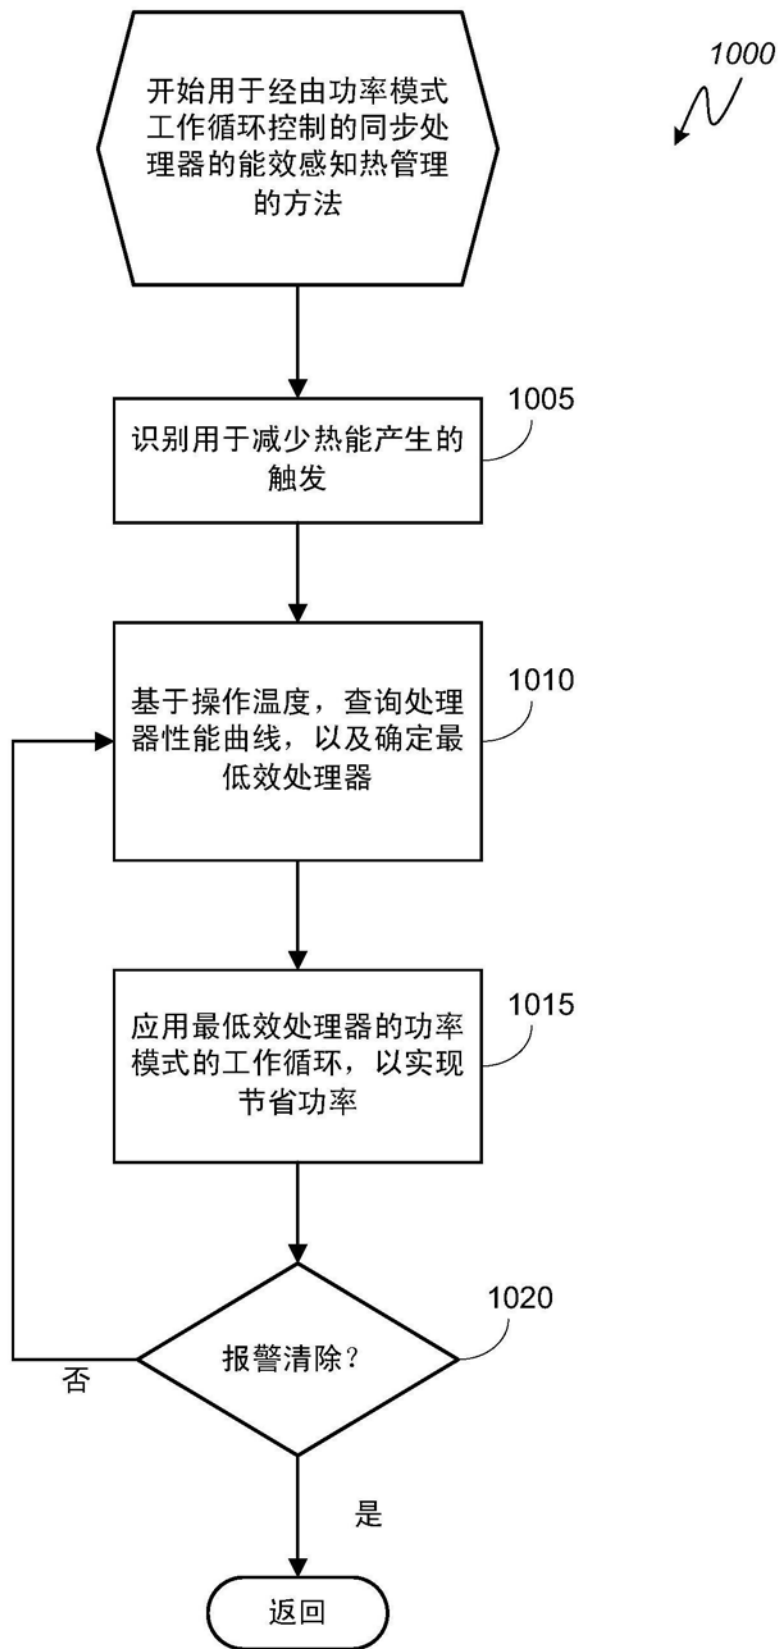 1000
开始用于经由功率模式
工作循环控制的同步处
理器的能效感知热管理
的方法
1005
识别用于减少热能产生的
触发
1010
基于操作温度，查询处理
器性能曲线，以及确定最
低效处理器
1015
应用最低效处理器的功率
模式的工作循环，以实现
节省功率
1020
报警清除？
否
是
返回